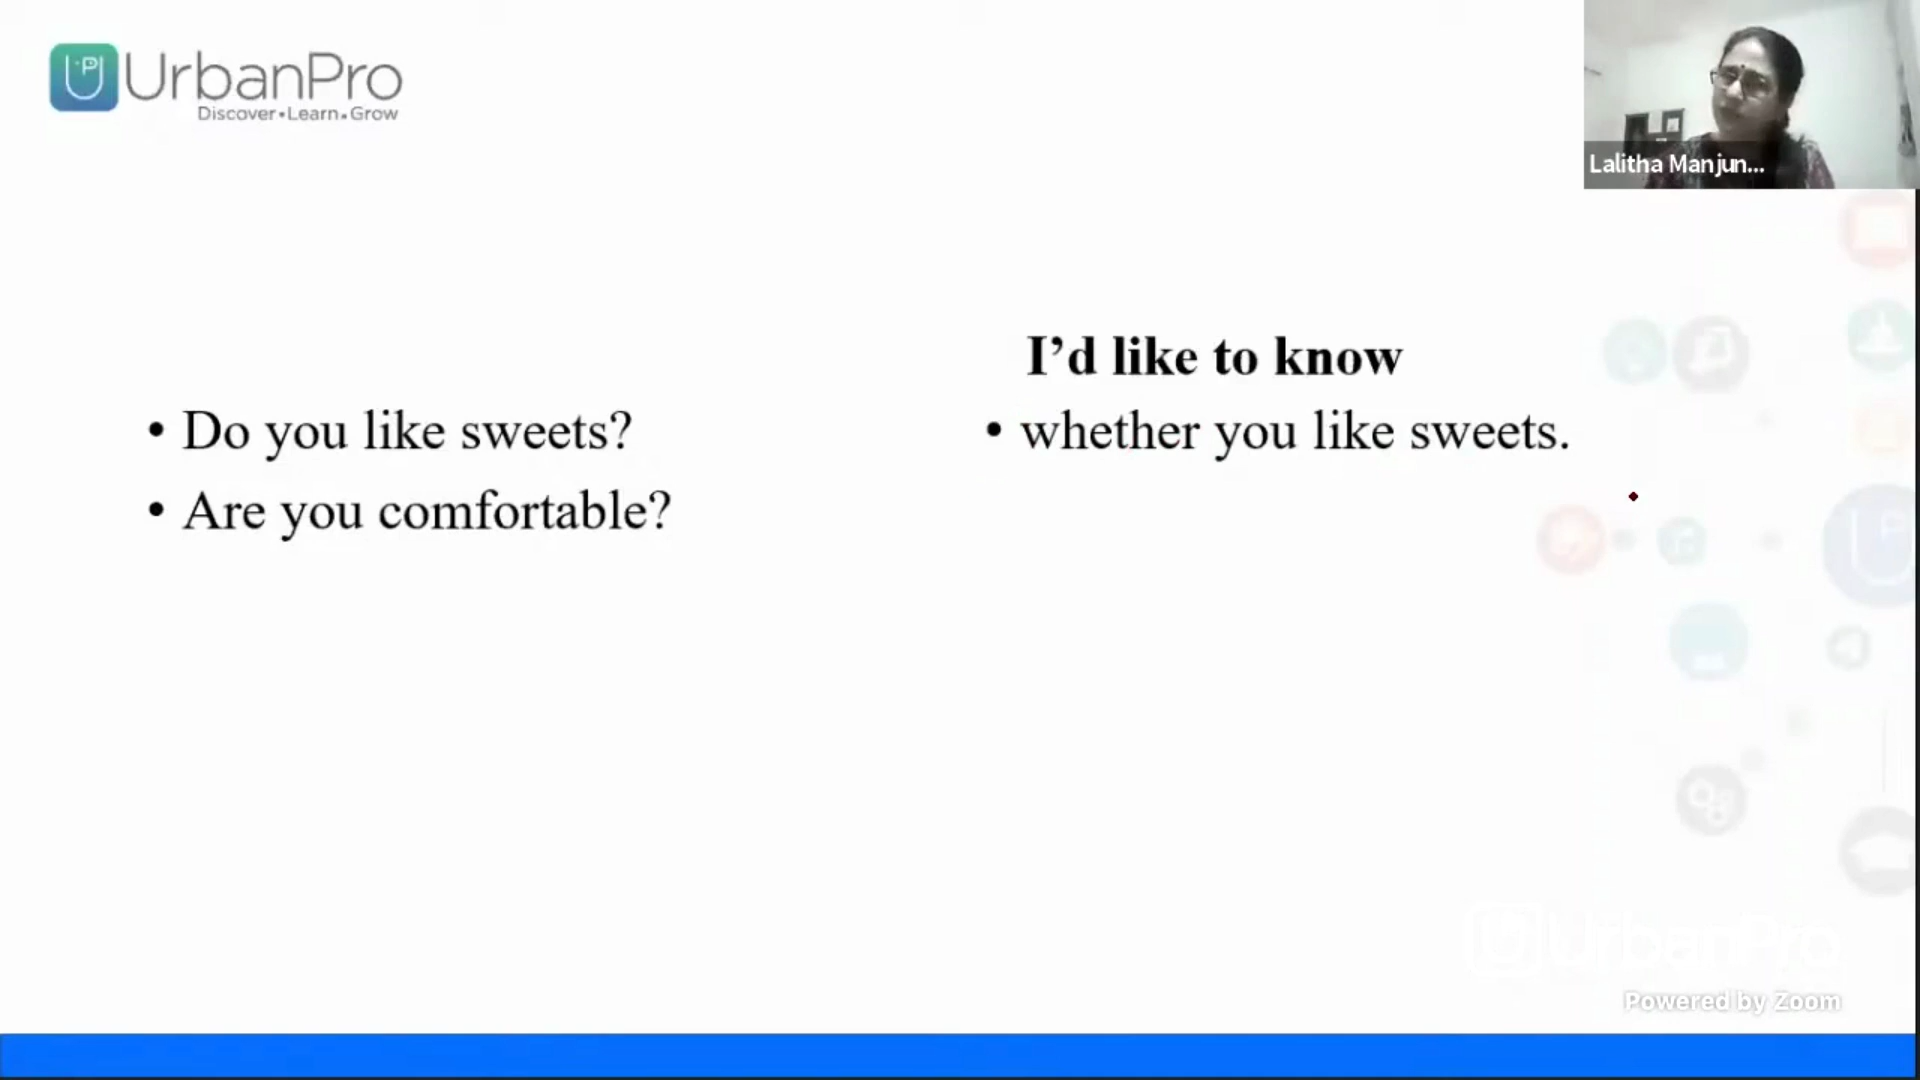 UrbanPro
Discover•Learn•Grow
Lalitha Manjun...
I’d like to know
• Do you like sweets?
• whether you like sweets.
• Are you comfortable?
UrbanPro
Powered by Zoom